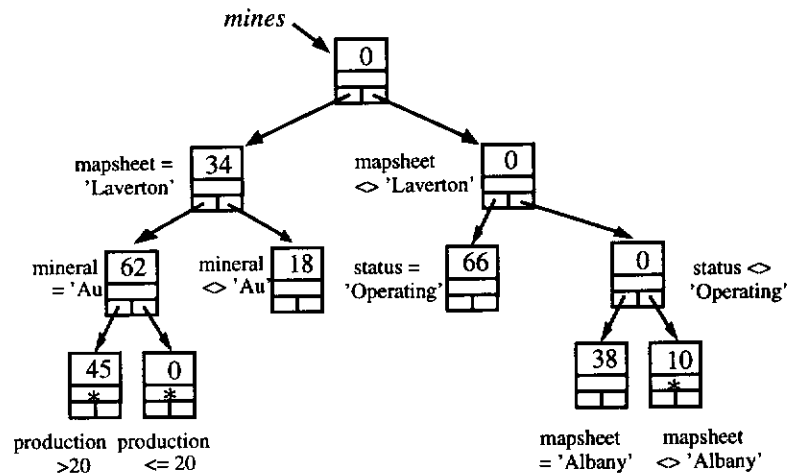 mines
0
mapsheet =
'Laverton'
34
mapsheet
<> 'Laverton'
0
mineral
= 'Au
62
mineral
<> 'Au'
18
status =
'Operating'
66
0
status <>
'Operating'
45
*
0
*
38
10
*
production
>20
production
<= 20
mapsheet
= 'Albany'
mapsheet
<> 'Albany'